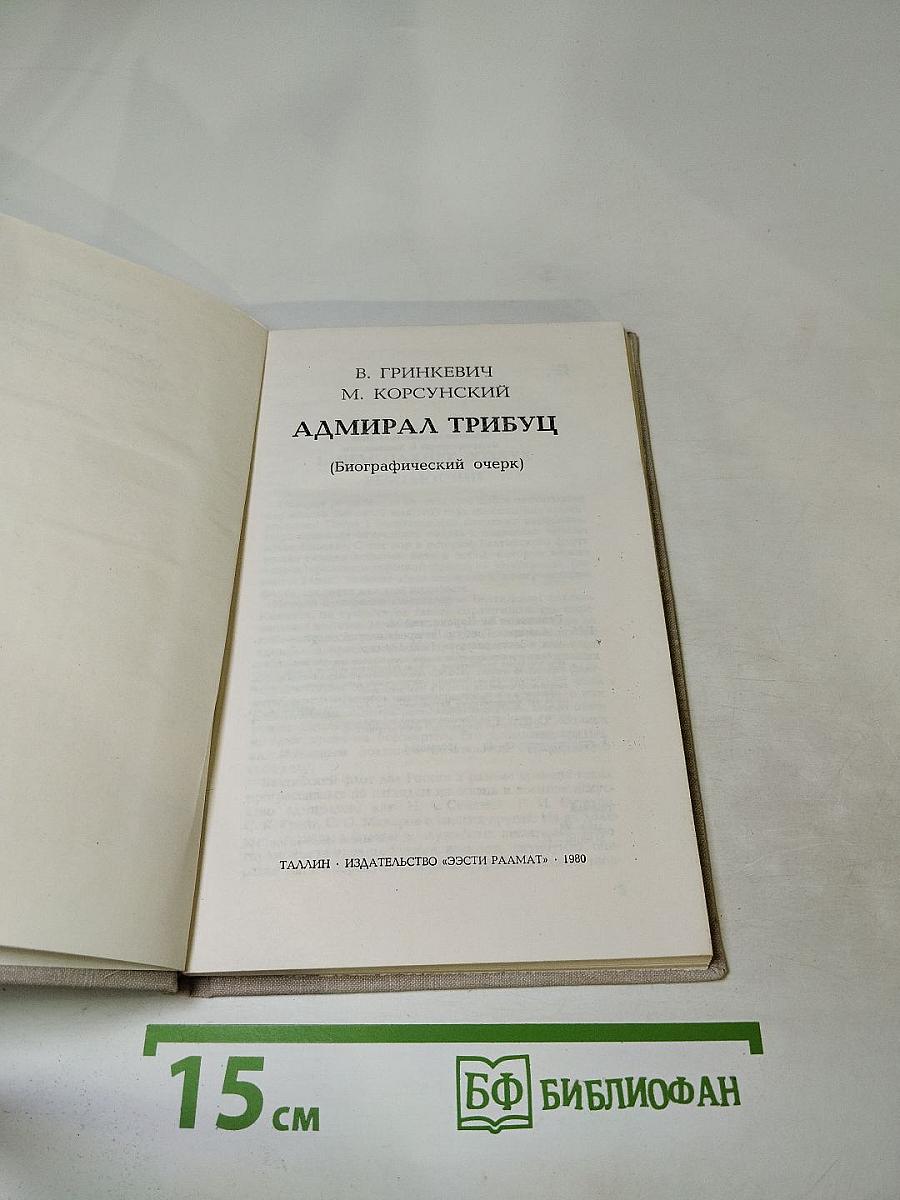 В. ГРИНКЕВИЧ
М. КОРСУНСКИЙ
АДМИРАЛ ТРИБУЦ
(Биографический очерк)
ТАЛЛИН · ИЗДАТЕЛЬСТВО «ЭЭСТИ РААМАТ» · 1980
15 см
БФ БИБЛИОФАН